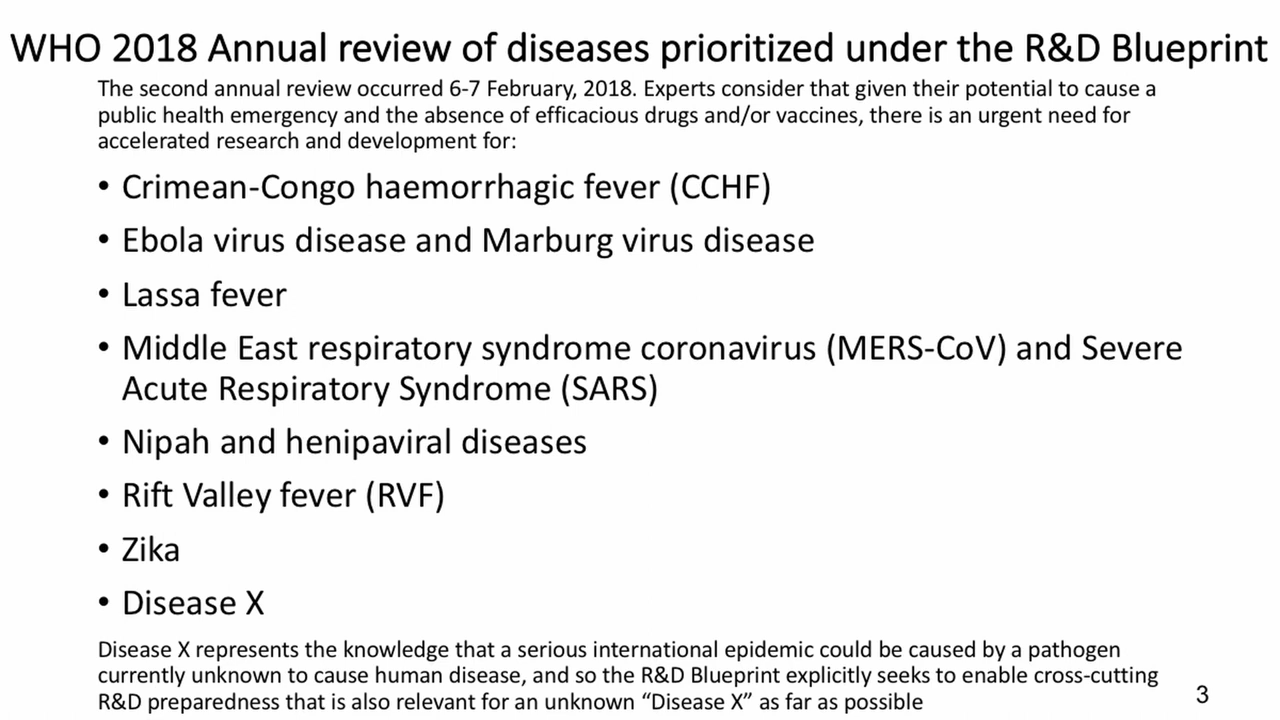 WHO 2018 Annual review of diseases prioritized under the R&D Blueprint
The second annual review occurred 6-7 February, 2018. Experts consider that given their potential to cause a
public health emergency and the absence of efficacious drugs and/or vaccines, there is an urgent need for
accelerated research and development for:
• Crimean-Congo haemorrhagic fever (CCHF)
• Ebola virus disease and Marburg virus disease
• Lassa fever
• Middle East respiratory syndrome coronavirus (MERS-CoV) and Severe
Acute Respiratory Syndrome (SARS)
• Nipah and henipaviral diseases
• Rift Valley fever (RVF)
• Zika
• Disease X
Disease X represents the knowledge that a serious international epidemic could be caused by a pathogen
currently unknown to cause human disease, and so the R&D Blueprint explicitly seeks to enable cross-cutting
R&D preparedness that is also relevant for an unknown “Disease X” as far as possible
3